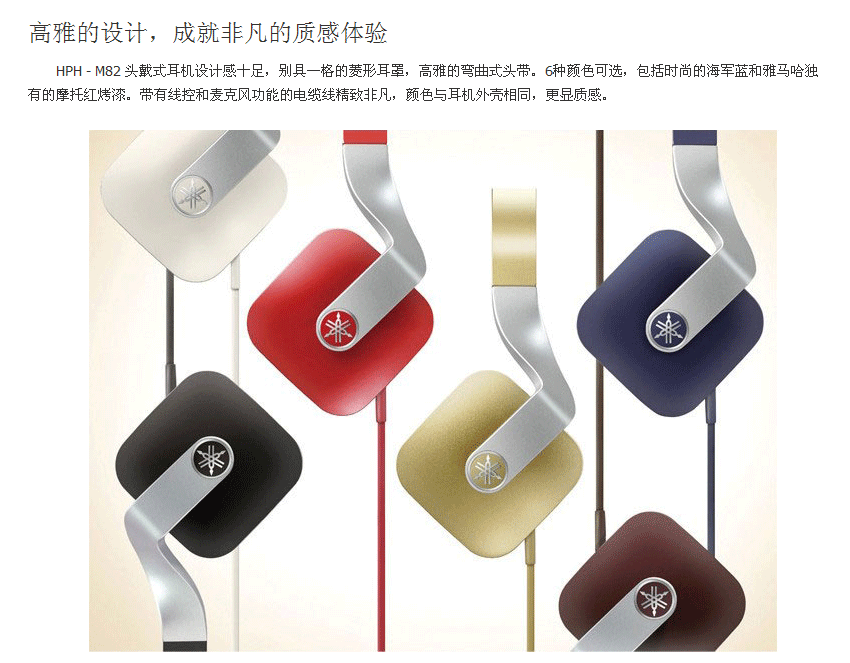 高雅的设计，成就非凡的质感体验
HPH - M82 头戴式耳机设计感十足，别具一格的菱形耳罩，高雅的弯曲式头带。6种颜色可选，包括时尚的海军蓝和雅马哈独
有的摩托红烤漆。带有线控和麦克风功能的电缆线精致非凡，颜色与耳机外壳相同，更显质感。